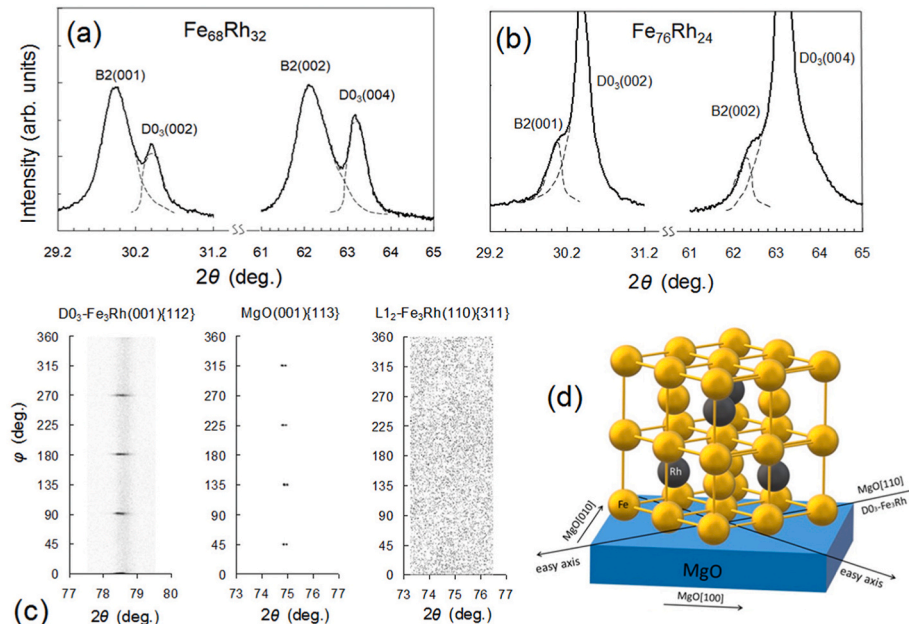 (a) Fe68Rh32
B2(001)
D0₃(002)
B2(002)
D0₃(004)
Intensity (arb. units)
29.2 30.2 31.2 61 62 63 64 65
2θ (deg.)
(b) Fe76Rh24
B2(001)
D0₃(002)
B2(002)
D0₃(004)
29.2 30.2 31.2 61 62 63 64 65
2θ (deg.)
D0₃-Fe₃Rh(001){112}
360
315
270
225
180
135
90
45
0
φ (deg.)
77 78 79 80
2θ (deg.)
(c)
MgO(001){113}
360
315
270
225
180
135
90
45
0
73 74 75 76 77
2θ (deg.)
L1₂-Fe₃Rh(110){311}
360
315
270
225
180
135
90
45
0
73 74 75 76 77
2θ (deg.)
(d)
Rh
Fe
MgO[110]
D0₃-Fe₃Rh
MgO[010]
easy axis
MgO
easy axis
MgO[100]